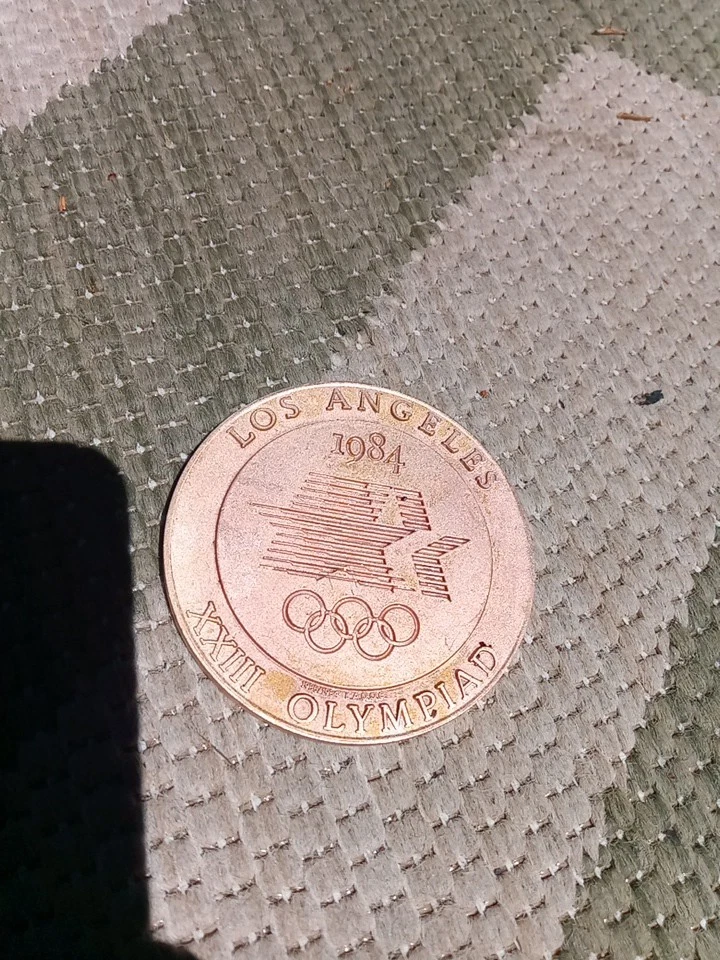 LOS ANGELES
1984
XXIII OLYMPIAD